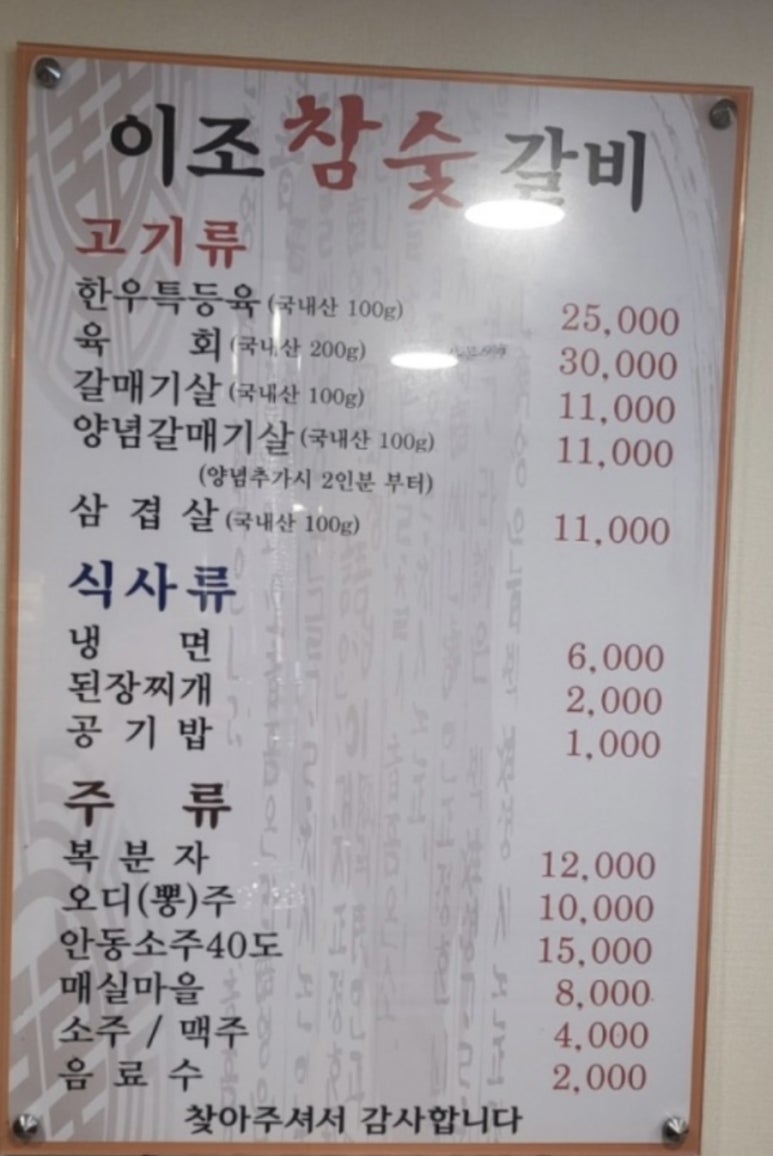 이조 참숯 갈비
고기류
한우특등육 (국내산 100g) 25,000
육 회 (국내산 200g) 30,000
갈매기살 (국내산 100g) 11,000
양념갈매기살 (국내산 100g) 11,000
(양념추가시 2인분 부터)
삼 겹 살 (국내산 100g) 11,000
식사류
냉 면 6,000
된장찌개 2,000
공 기 밥 1,000
주 류
복 분 자 12,000
오디(뽕)주 10,000
안동소주40도 15,000
매실마을 8,000
소주 / 맥주 4,000
음 료 수 2,000
찾아주셔서 감사합니다